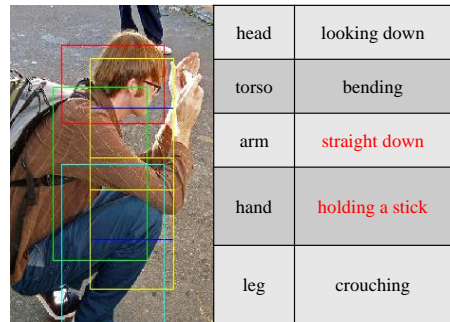 head looking down
torso bending
arm straight down
hand holding a stick
leg crouching